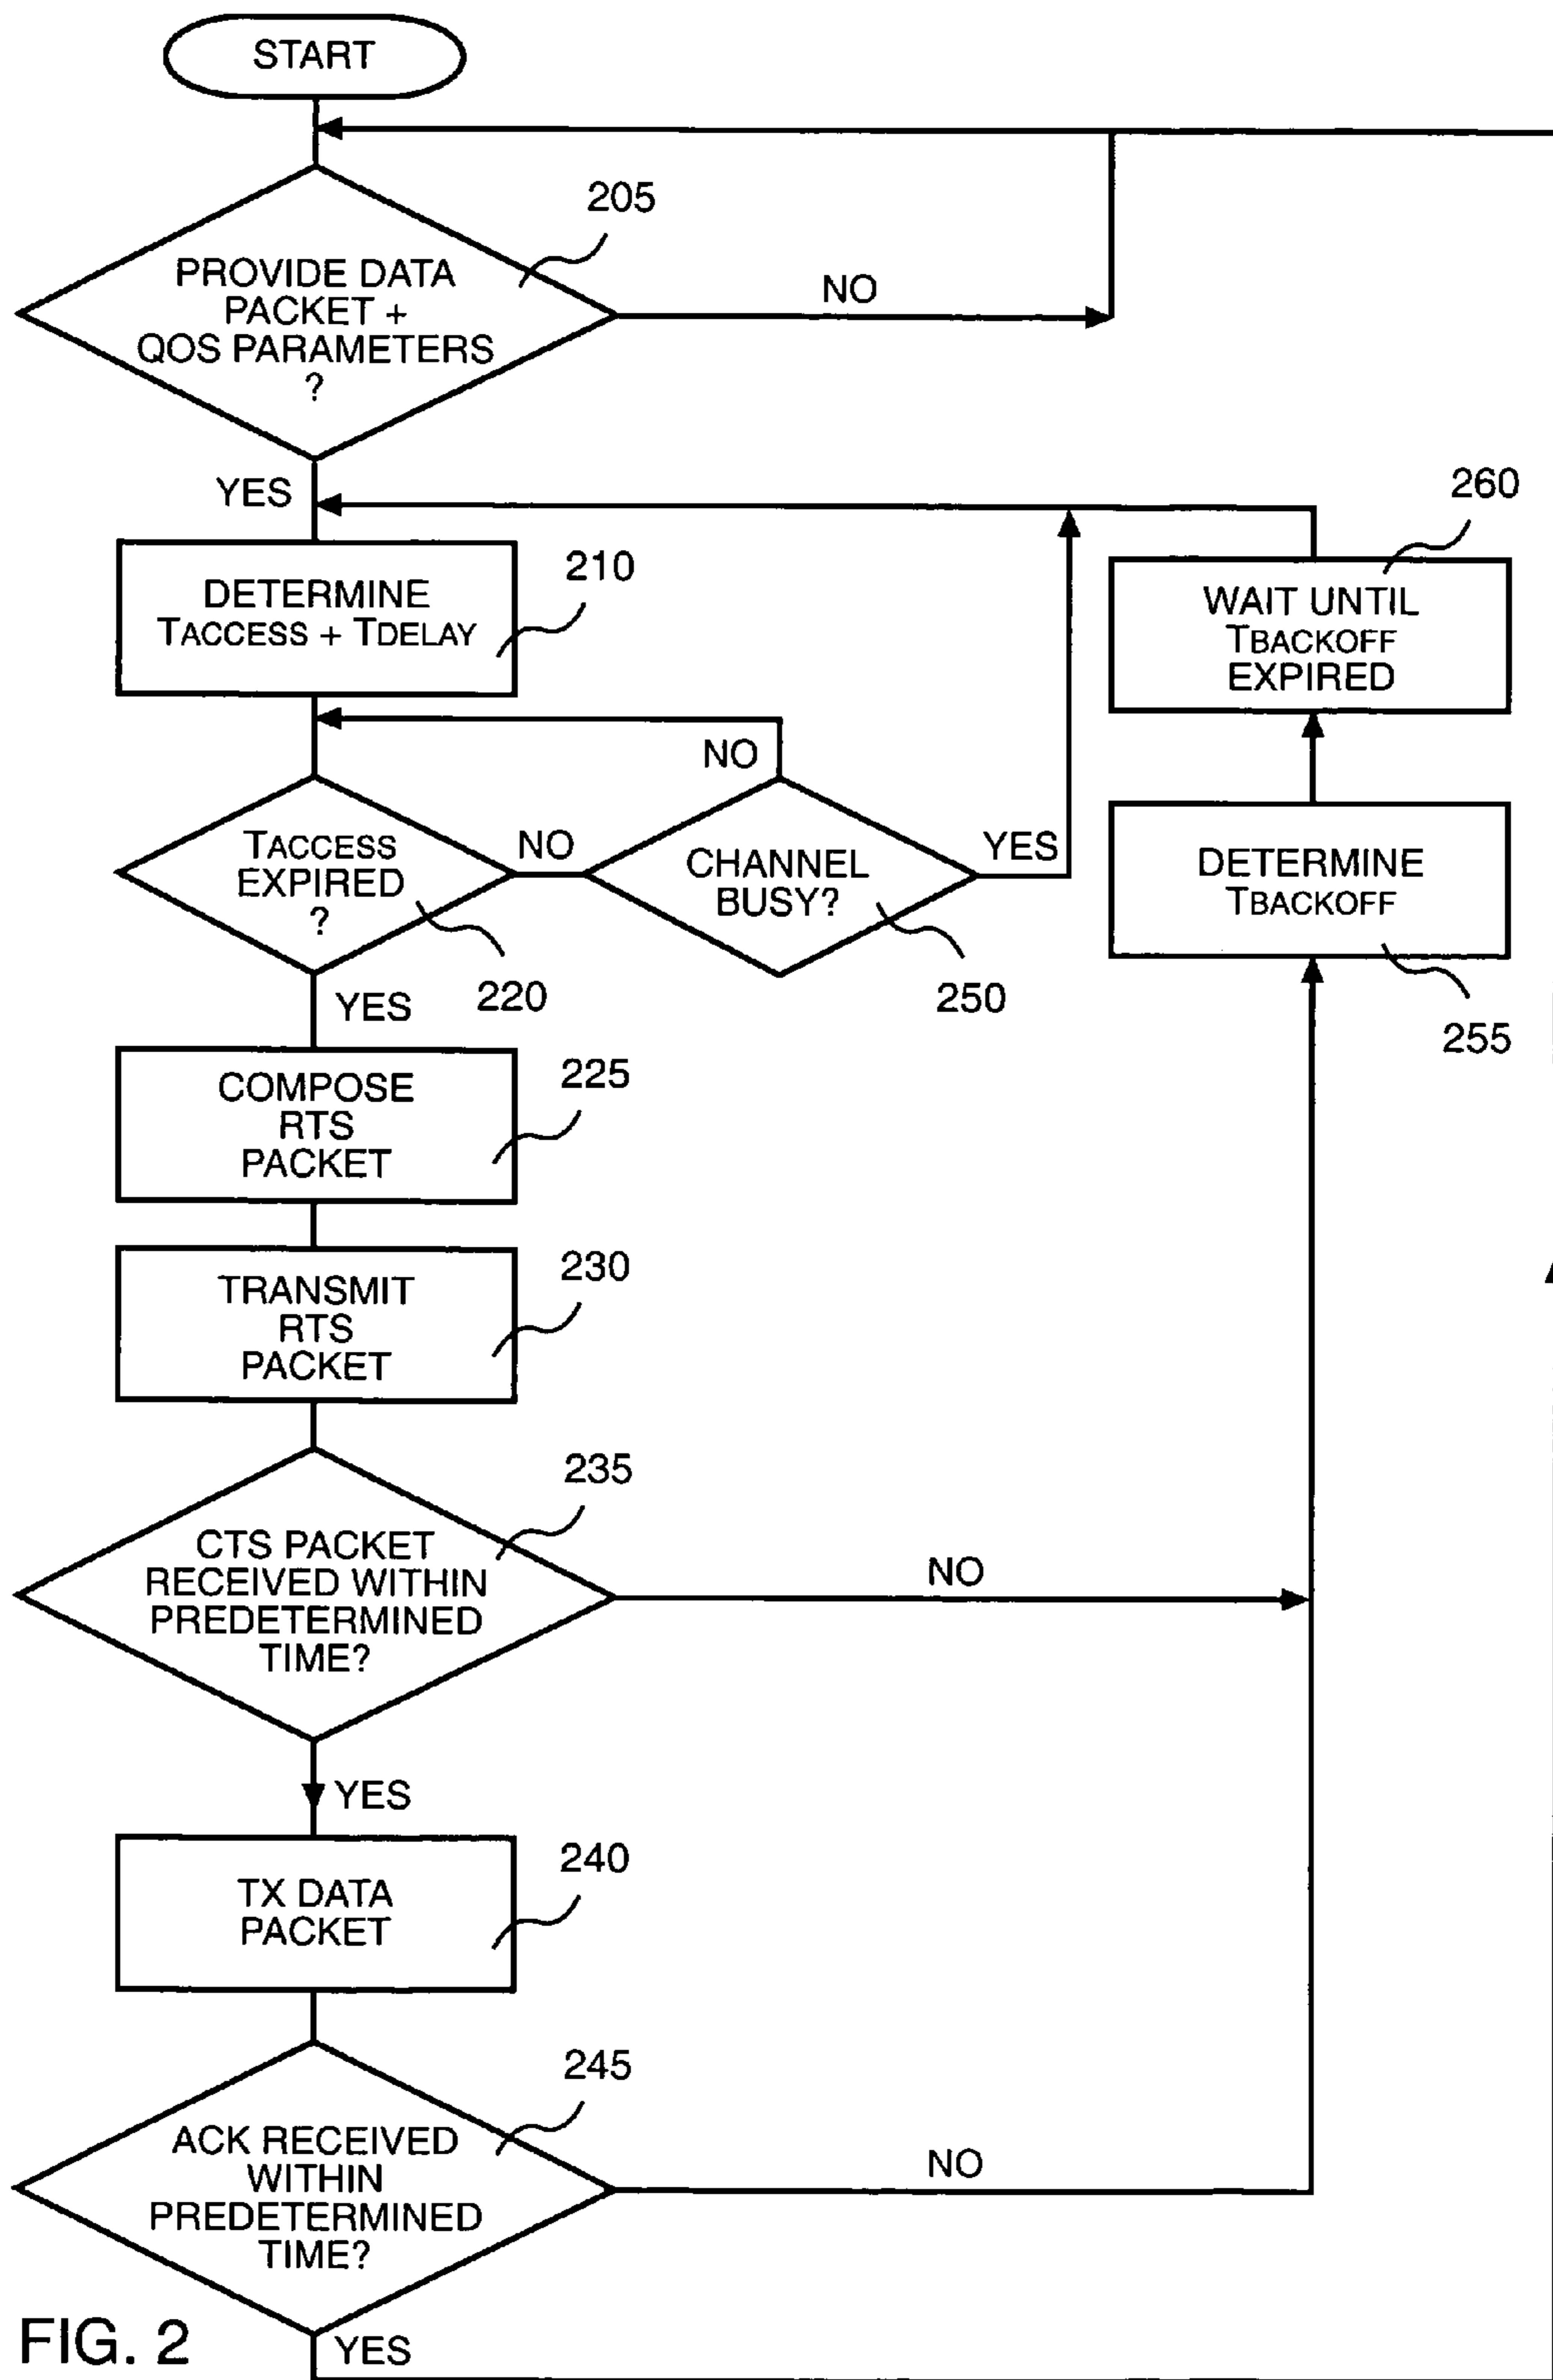 START
205
PROVIDE DATA
PACKET +
QOS PARAMETERS
?
NO
YES
260
210
DETERMINE
TACCESS + TDELAY
WAIT UNTIL
TBACKOFF
EXPIRED
NO
TACCESS
EXPIRED
?
NO
CHANNEL
BUSY?
YES
DETERMINE
TBACKOFF
220
250
255
YES
225
COMPOSE
RTS
PACKET
230
TRANSMIT
RTS
PACKET
235
CTS PACKET
RECEIVED WITHIN
PREDETERMINED
TIME?
NO
YES
240
TX DATA
PACKET
245
ACK RECEIVED
WITHIN
PREDETERMINED
TIME?
NO
YES
FIG. 2